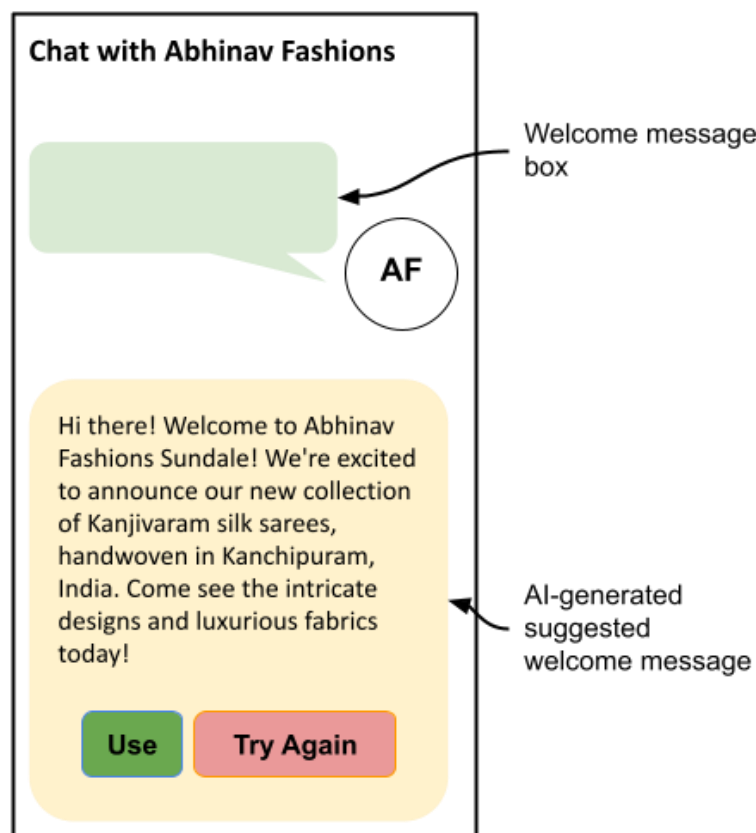 Chat with Abhinav Fashions
Welcome message
box
AF
Hi there! Welcome to Abhinav
Fashions Sundale! We're excited
to announce our new collection
of Kanjivaram silk sarees,
handwoven in Kanchipuram,
India. Come see the intricate
designs and luxurious fabrics
today!
AI-generated
suggested
welcome message
Use
Try Again